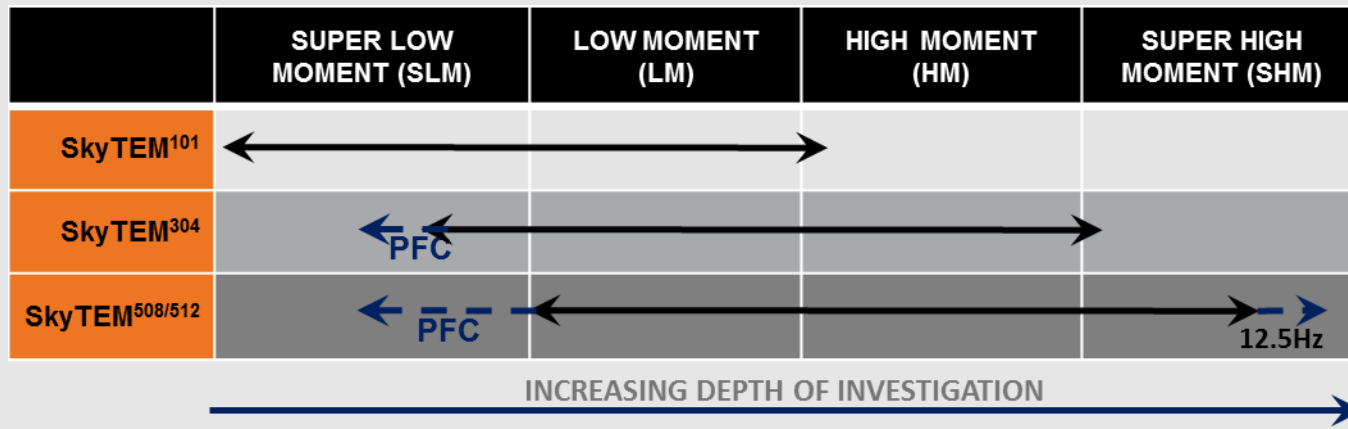 SUPER LOW
MOMENT (SLM)
LOW MOMENT
(LM)
HIGH MOMENT
(HM)
SUPER HIGH
MOMENT (SHM)
SkyTEM¹⁰¹
SkyTEM³⁰⁴
PFC
SkyTEM⁵⁰⁸/⁵¹²
PFC
12.5Hz
INCREASING DEPTH OF INVESTIGATION